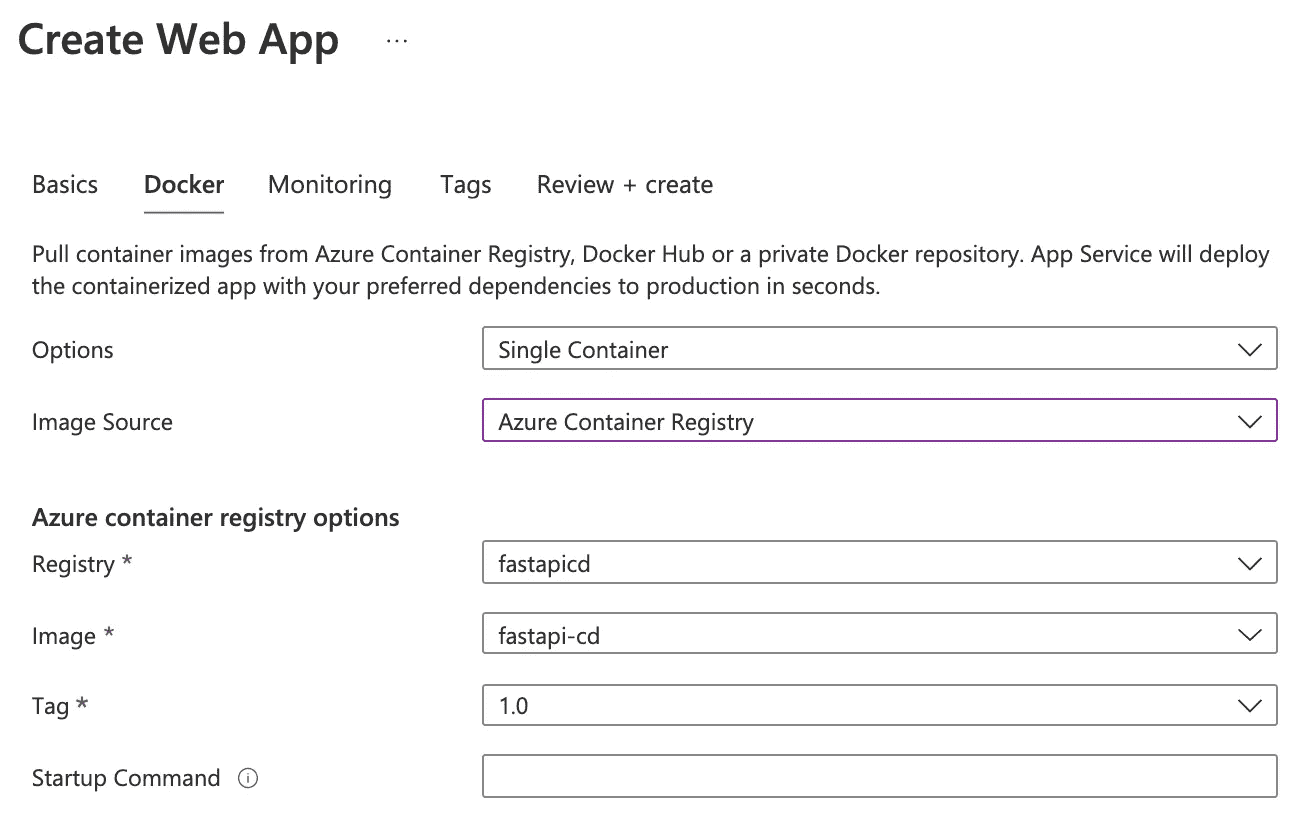 Create Web App ...
Basics Docker Monitoring Tags Review + create
Pull container images from Azure Container Registry, Docker Hub or a private Docker repository. App Service will deploy
the containerized app with your preferred dependencies to production in seconds.
Options Single Container
Image Source Azure Container Registry
Azure container registry options
Registry * fastapicd
Image * fastapi-cd
Tag * 1.0
Startup Command